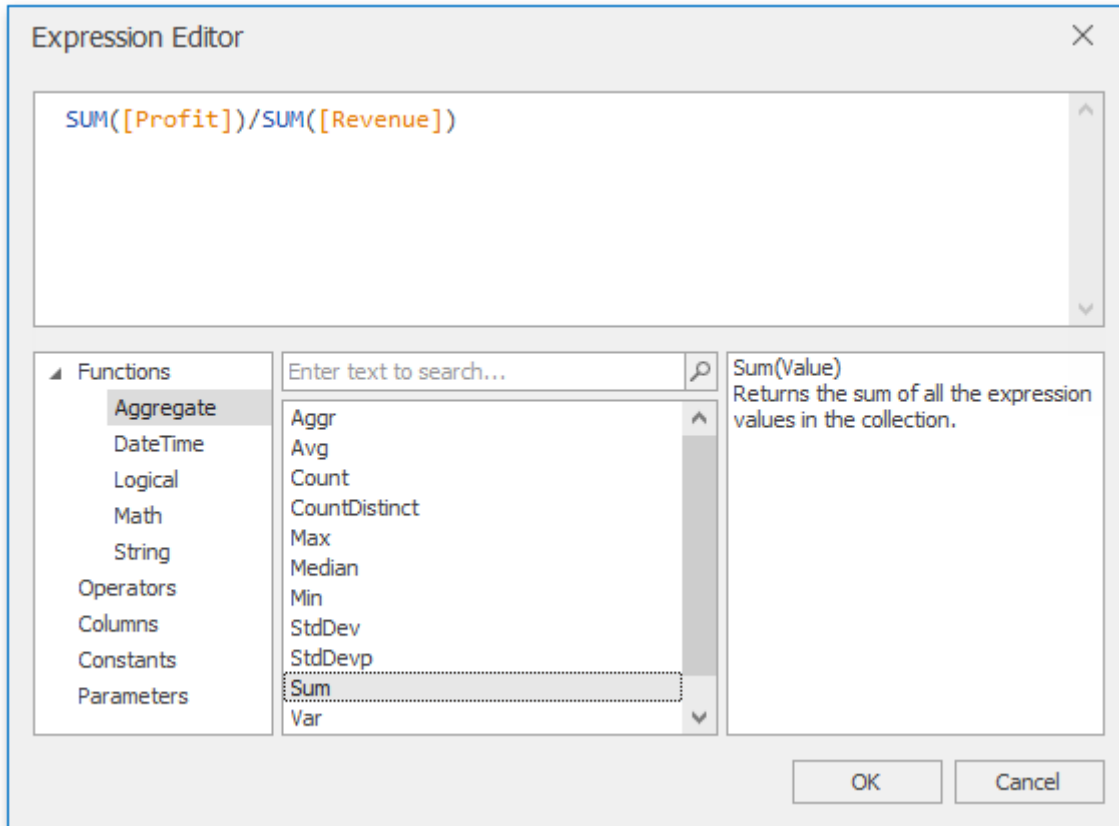 Expression Editor
SUM([Profit])/SUM([Revenue])
Functions
Aggregate
DateTime
Logical
Math
String
Operators
Columns
Constants
Parameters
Enter text to search...
Aggr
Avg
Count
CountDistinct
Max
Median
Min
StdDev
StdDevp
Sum
Var
Sum(Value)
Returns the sum of all the expression
values in the collection.
OK
Cancel